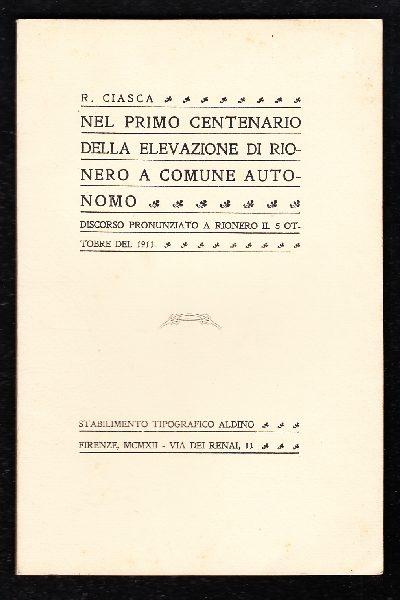 R. CIASCA
NEL PRIMO CENTENARIO
DELLA ELEVAZIONE DI RIO-
NERO A COMUNE AUTO-
NOMO
DISCORSO PRONUNZIATO A RIONERO IL 5 OT-
TOBRE DEL 1911
STABILIMENTO TIPOGRAFICO ALDINO
FIRENZE, MCMXII - VIA DEI RENAI, 11